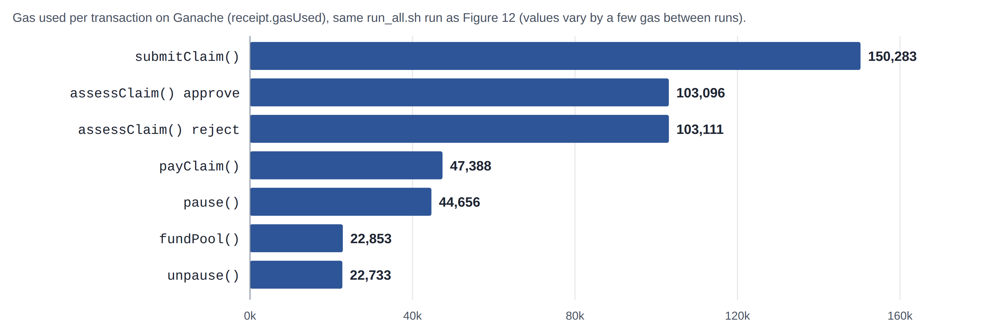 Gas used per transaction on Ganache (receipt.gasUsed), same run_all.sh run as Figure 12 (values vary by a few gas between runs).
submitClaim() 150,283
assessClaim() approve 103,096
assessClaim() reject 103,111
payClaim() 47,388
pause() 44,656
fundPool() 22,853
unpause() 22,733
0k 40k 80k 120k 160k